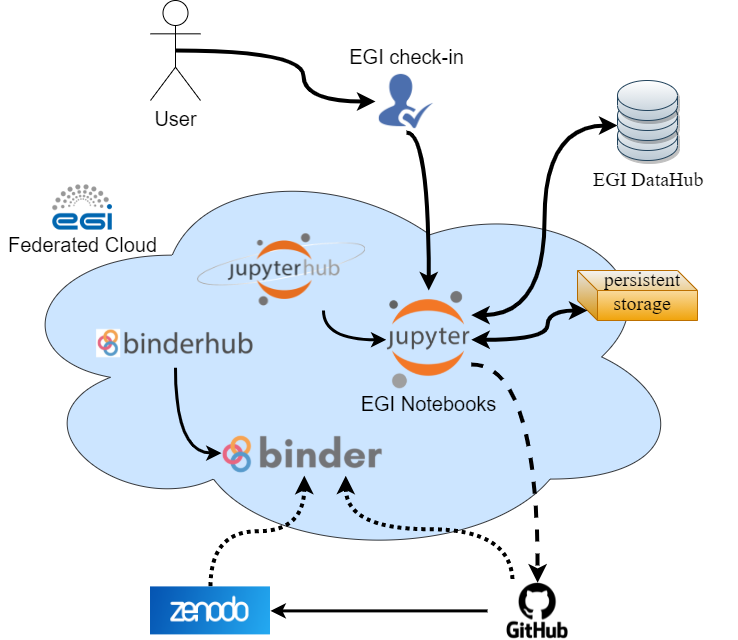 EGI check-in
User
EGI DataHub
EGI
Federated Cloud
jupyterhub
persistent
storage
binderhub
jupyter
EGI Notebooks
binder
zenodo
GitHub